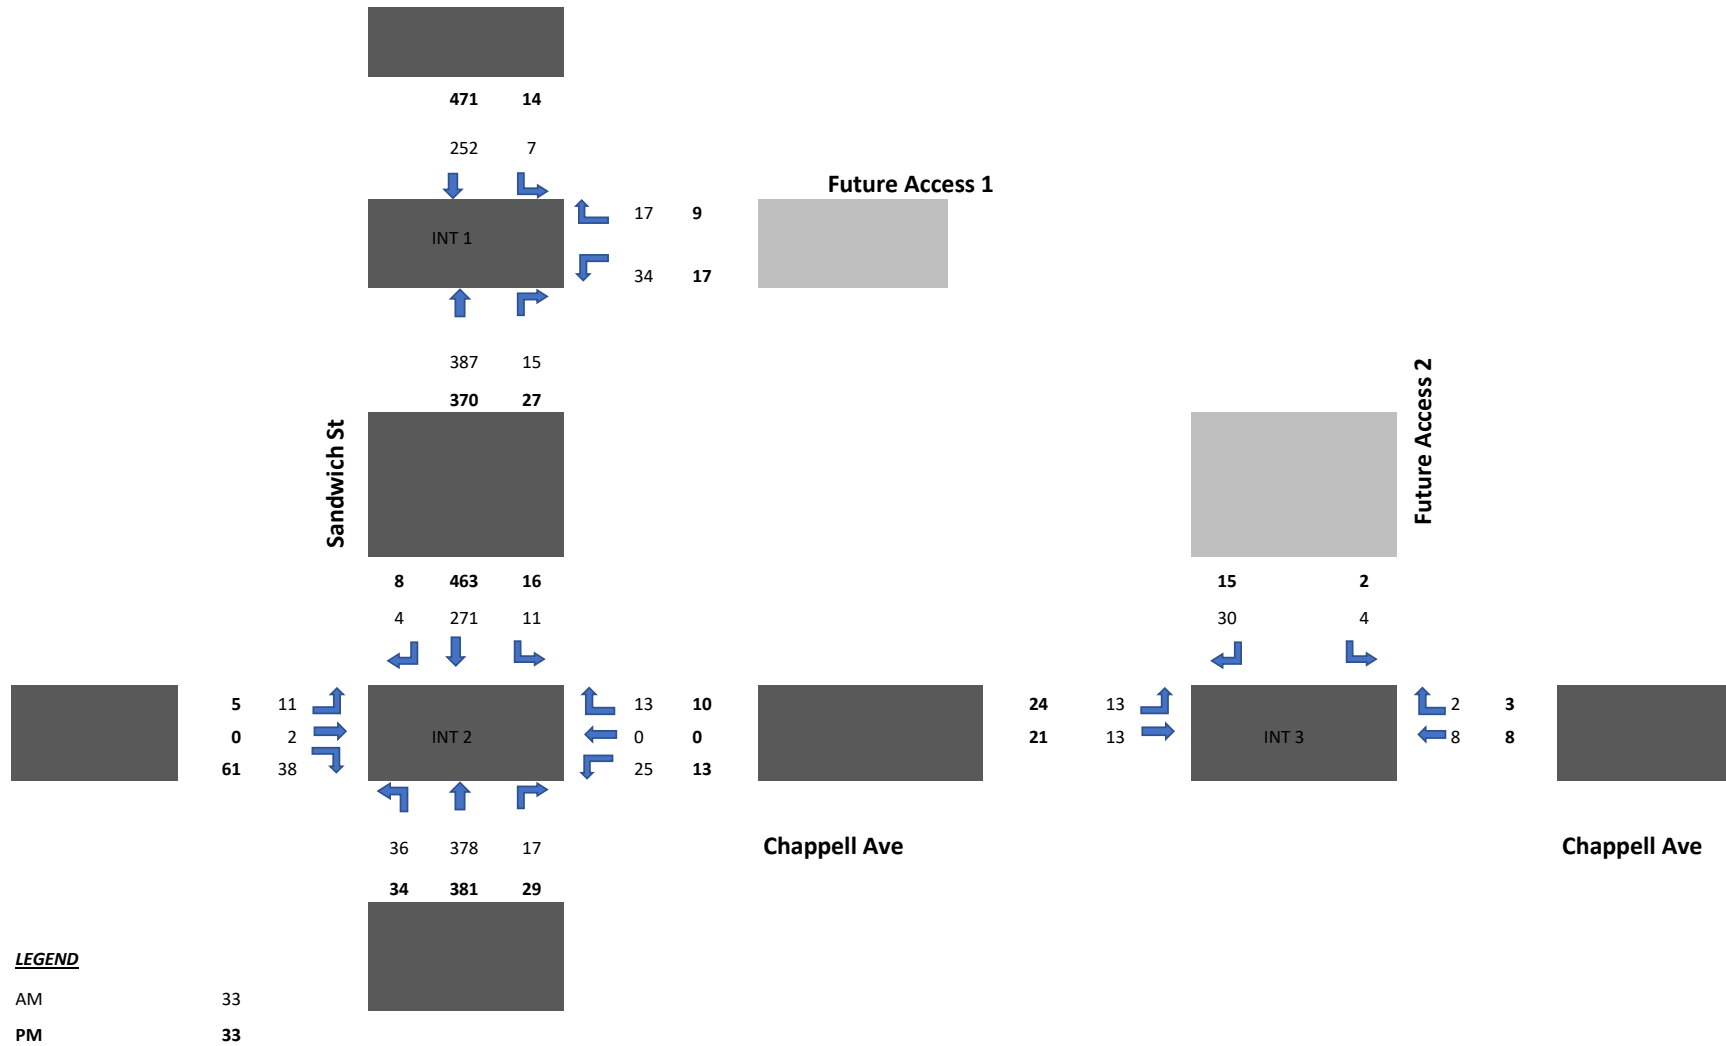 471 14
252 7
Future Access 1
17 9
INT 1
34 17
387 15
370 27
Sandwich St
Future Access 2
8 463 16
15 2
4 271 11
30 4
5 11
13 10
24 13
2 3
0 2
INT 2
0 0
21 13
INT 3
8 8
61 38
25 13
36 378 17
Chappell Ave
Chappell Ave
34 381 29
LEGEND
AM 33
PM 33